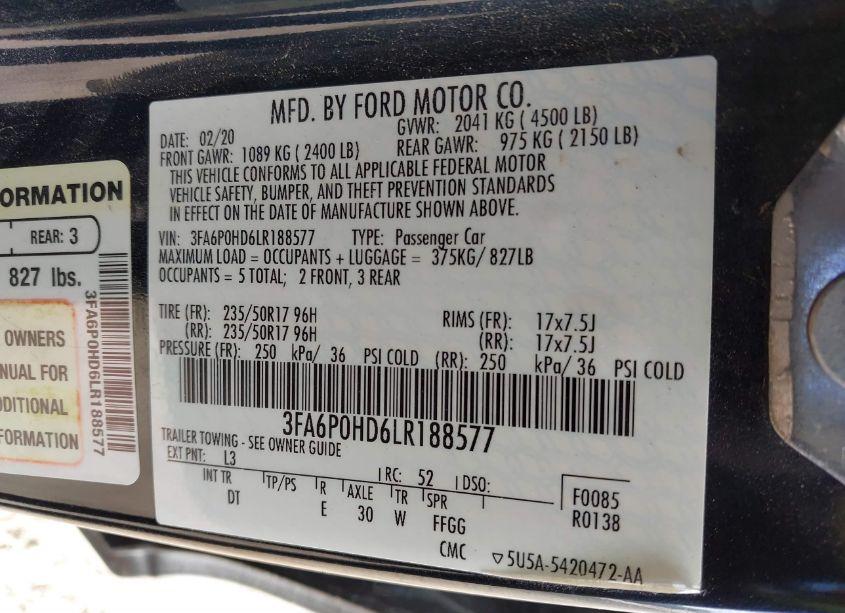 MFD. BY FORD MOTOR CO.
DATE: 02/20 GVWR: 2041 KG ( 4500 LB)
FRONT GAWR: 1089 KG ( 2400 LB) REAR GAWR: 975 KG ( 2150 LB)
THIS VEHICLE CONFORMS TO ALL APPLICABLE FEDERAL MOTOR
VEHICLE SAFETY, BUMPER, AND THEFT PREVENTION STANDARDS
IN EFFECT ON THE DATE OF MANUFACTURE SHOWN ABOVE.
VIN: 3FA6P0HD6LR188577 TYPE: Passenger Car
MAXIMUM LOAD = OCCUPANTS + LUGGAGE = 375KG/ 827LB
OCCUPANTS = 5 TOTAL; 2 FRONT, 3 REAR
TIRE (FR): 235/50R17 96H RIMS (FR): 17x7.5J
(RR): 235/50R17 96H (RR): 17x7.5J
PRESSURE (FR): 250 kPa/ 36 PSI COLD (RR): 250 kPa/ 36 PSI COLD
3FA6P0HD6LR188577
TRAILER TOWING - SEE OWNER GUIDE
EXT PNT: L3 RC: 52 DSO:
INT TR TP/PS R AXLE TR SPR F0085
DT E 30 W FFGG R0138
CMC 5U5A-5420472-AA
ORMATION
REAR: 3
827 lbs.
OWNERS
ANUAL FOR
DDITIONAL
FORMATION
3FA6P0HD6LR188577